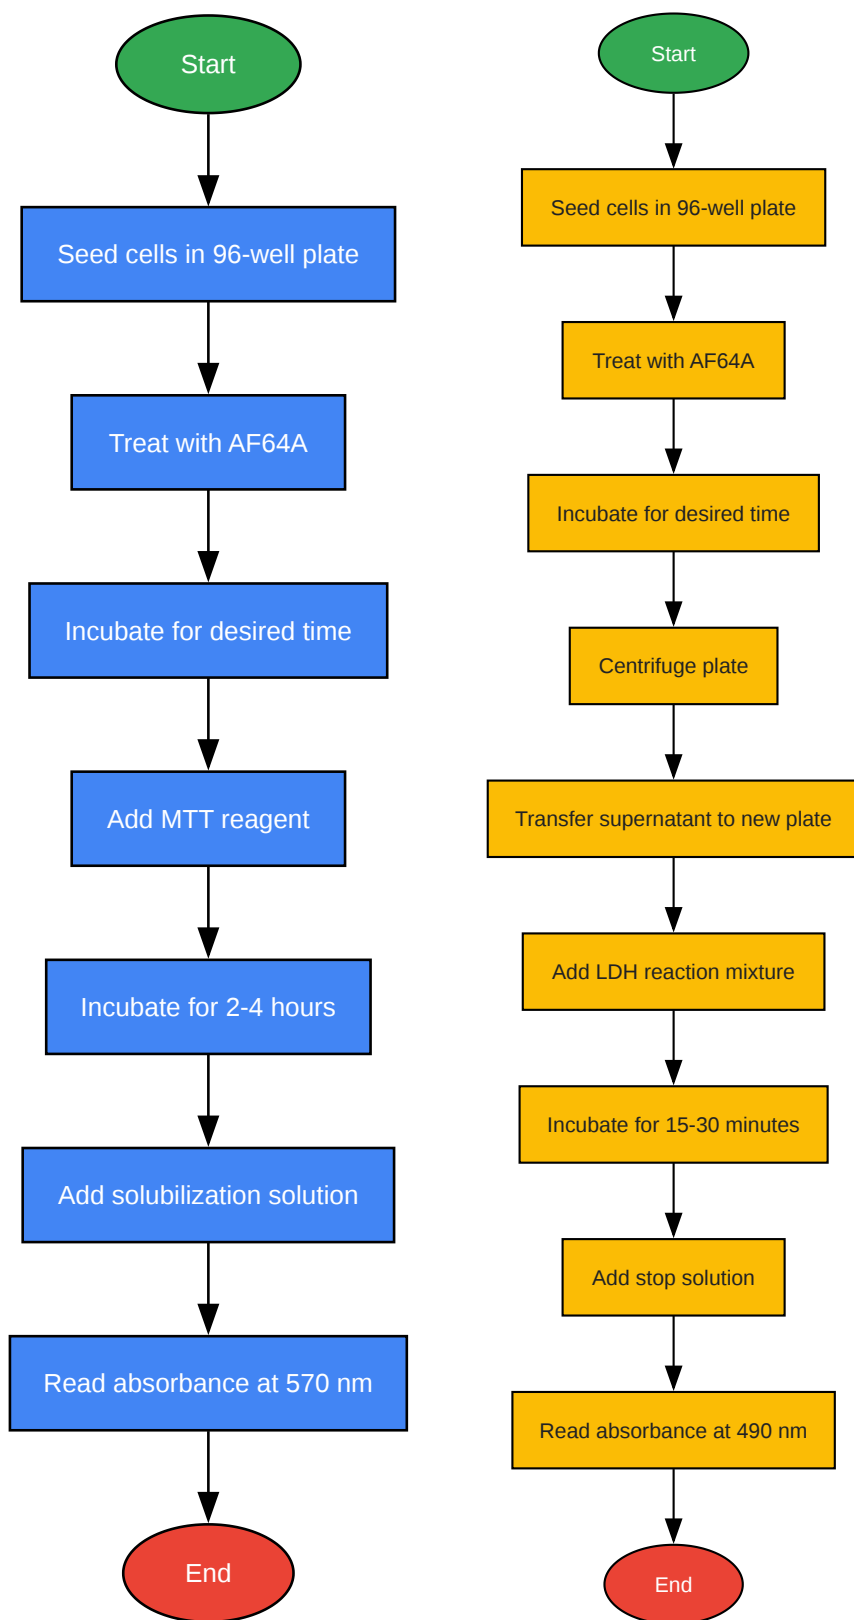 Start
Seed cells in 96-well plate
Treat with AF64A
Incubate for desired time
Add MTT reagent
Incubate for 2-4 hours
Add solubilization solution
Read absorbance at 570 nm
End
Start
Seed cells in 96-well plate
Treat with AF64A
Incubate for desired time
Centrifuge plate
Transfer supernatant to new plate
Add LDH reaction mixture
Incubate for 15-30 minutes
Add stop solution
Read absorbance at 490 nm
End